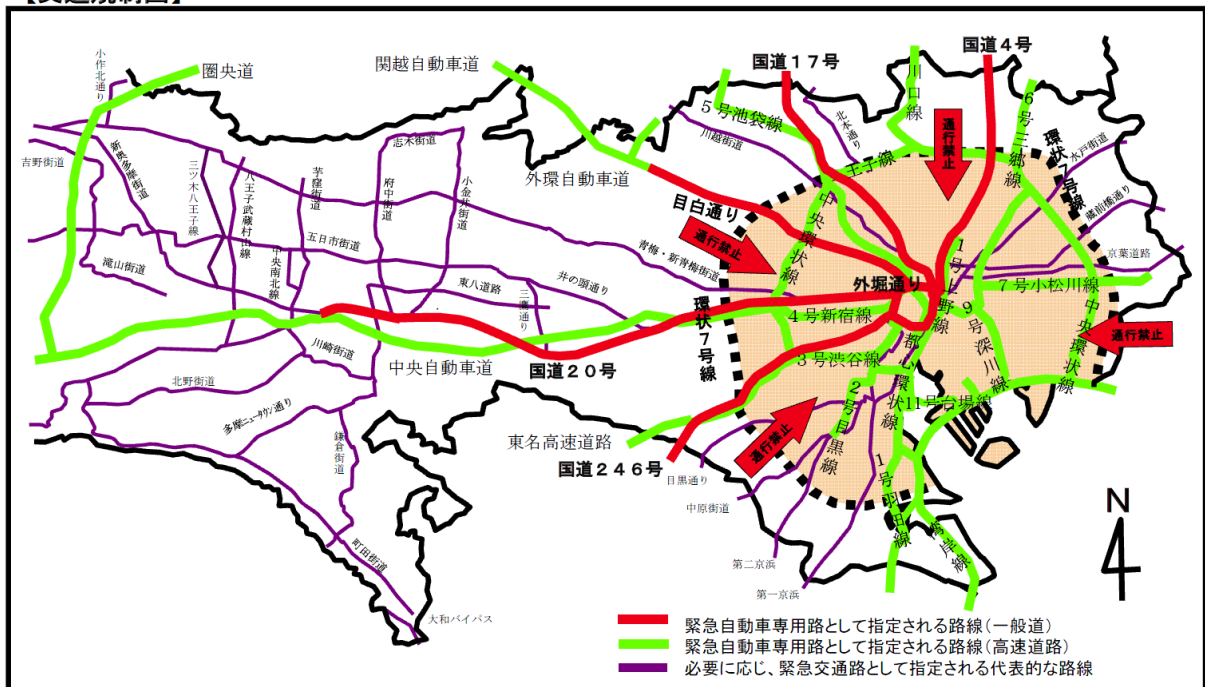 小作北通り
圏央道
関越自動車道
国道17号
国道4号
川口線
6号三郷線
5号池袋線
北本通り
川越街道
王子線
通行禁止
環状7号線
水戸街道
蔵前橋通り
京葉道路
吉野街道
新奥多摩街道
三ツ木八王子線
八王子武蔵村山線
芋窪街道
府中街道
志木街道
小金井街道
外環自動車道
目白通り
通行禁止
中央環状線
五日市街道
青梅・新青梅街道
外堀通り
1号上野線
7号小松川線
滝山街道
中央南北線
東八道路
三鷹通り
井の頭通り
環状7号線
4号新宿線
9号深川線
中央環状線
通行禁止
川崎街道
中央自動車道
国道20号
3号渋谷線
都心環状線
北野街道
多摩ニュータウン通り
鎌倉街道
2号目黒線
11号台場線
東名高速道路
国道246号
通行禁止
目黒通り
中原街道
1号羽田線
湾岸線
第二京浜
第一京浜
町田街道
大和バイパス
N
緊急自動車専用路として指定される路線(一般道)
緊急自動車専用路として指定される路線(高速道路)
必要に応じ、緊急交通路として指定される代表的な路線